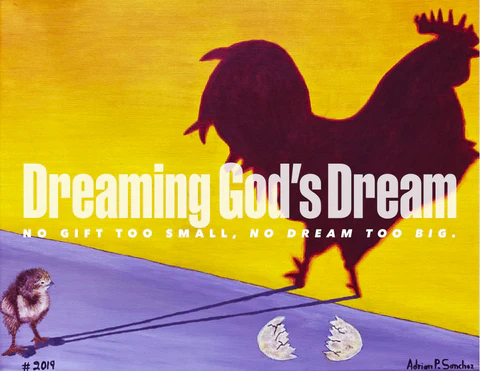 Dreaming God's Dream
NO GIFT TOO SMALL, NO DREAM TOO BIG.
#2019
Adrian P. Sanchez